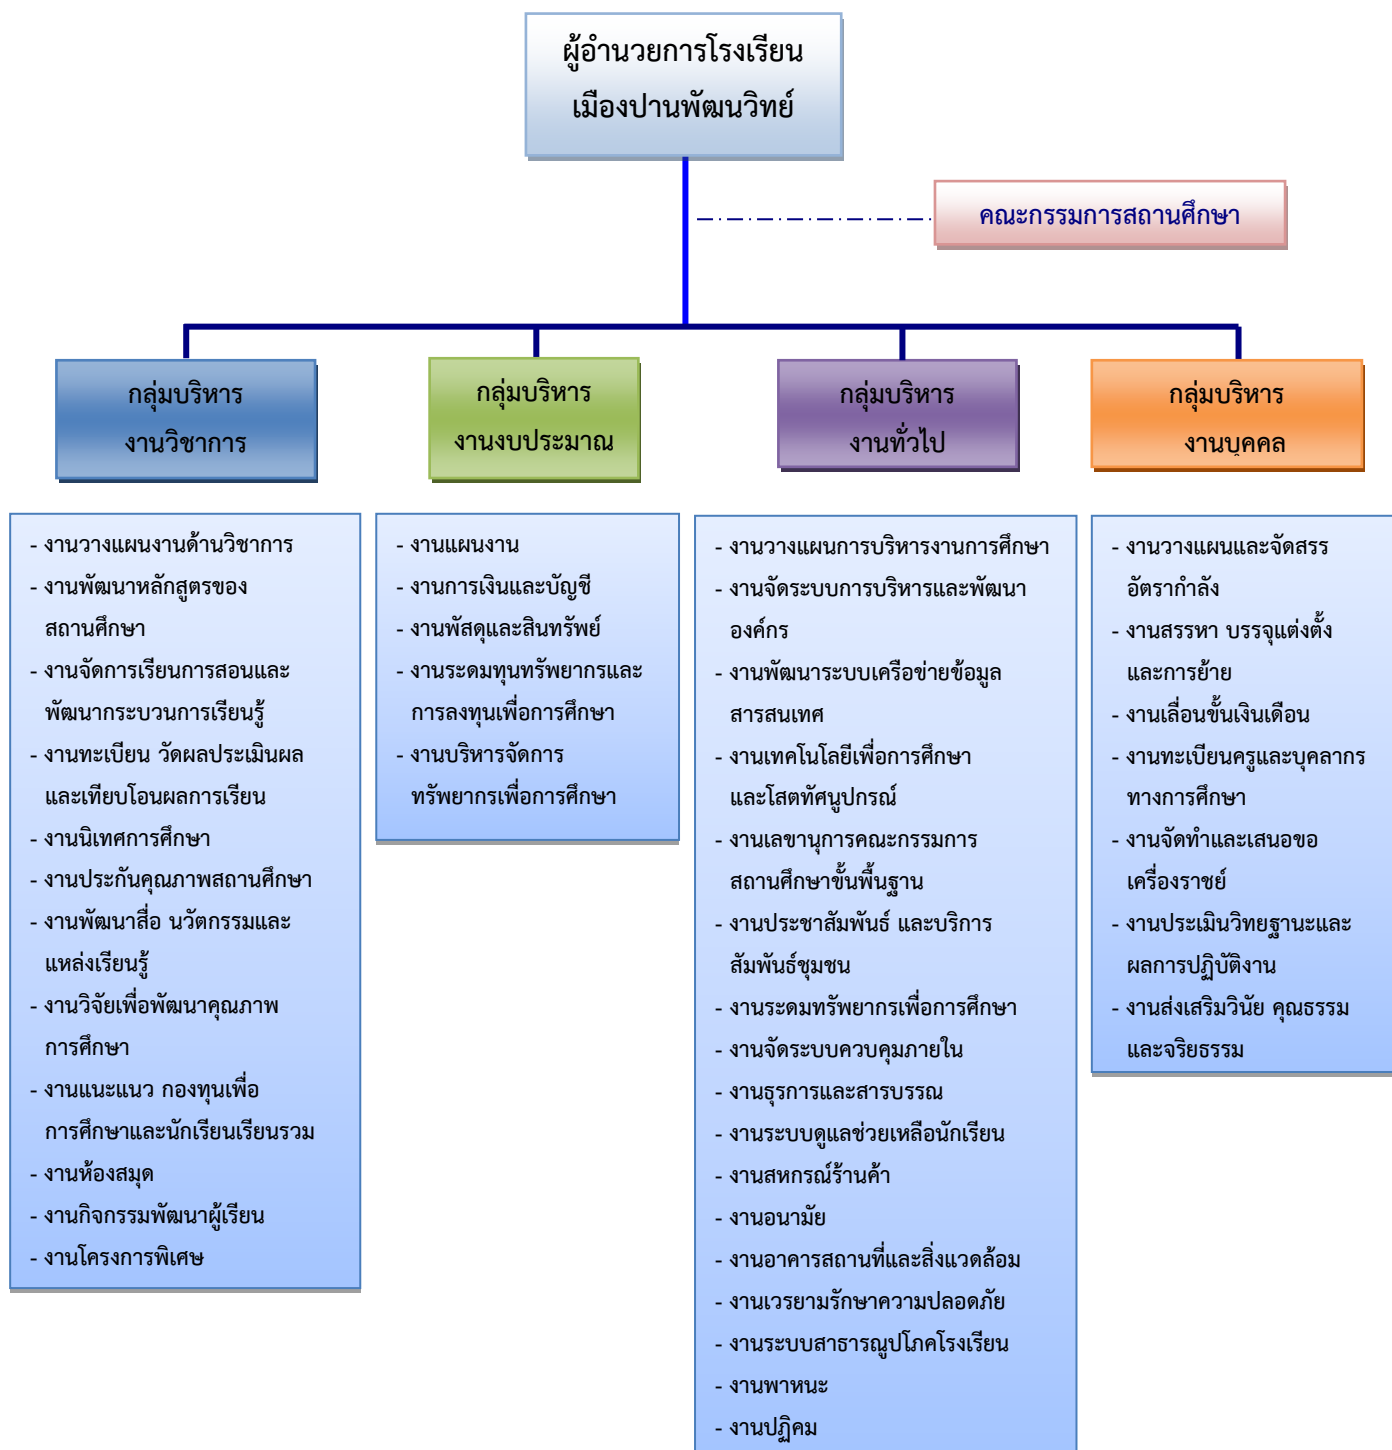 ผู้อำนวยการโรงเรียน
เมืองปานพัฒนวิทย์
คณะกรรมการสถานศึกษา
กลุ่มบริหาร
งานวิชาการ
กลุ่มบริหาร
งานงบประมาณ
กลุ่มบริหาร
งานทั่วไป
กลุ่มบริหาร
งานบุคคล
- งานวางแผนงานด้านวิชาการ
- งานพัฒนาหลักสูตรของ
สถานศึกษา
- งานจัดการเรียนการสอนและ
พัฒนากระบวนการเรียนรู้
- งานทะเบียน วัดผลประเมินผล
และเทียบโอนผลการเรียน
- งานนิเทศการศึกษา
- งานประกันคุณภาพสถานศึกษา
- งานพัฒนาสื่อ นวัตกรรมและ
แหล่งเรียนรู้
- งานวิจัยเพื่อพัฒนาคุณภาพ
การศึกษา
- งานแนะแนว กองทุนเพื่อ
การศึกษาและนักเรียนเรียนรวม
- งานห้องสมุด
- งานกิจกรรมพัฒนาผู้เรียน
- งานโครงการพิเศษ
- งานแผนงาน
- งานการเงินและบัญชี
- งานพัสดุและสินทรัพย์
- งานระดมทุนทรัพยากรและ
การลงทุนเพื่อการศึกษา
- งานบริหารจัดการ
ทรัพยากรเพื่อการศึกษา
- งานวางแผนการบริหารงานการศึกษา
- งานจัดระบบการบริหารและพัฒนา
องค์กร
- งานพัฒนาระบบเครือข่ายข้อมูล
สารสนเทศ
- งานเทคโนโลยีเพื่อการศึกษา
และโสตทัศนูปกรณ์
- งานเลขานุการคณะกรรมการ
สถานศึกษาขั้นพื้นฐาน
- งานประชาสัมพันธ์ และบริการ
สัมพันธ์ชุมชน
- งานระดมทรัพยากรเพื่อการศึกษา
- งานจัดระบบควบคุมภายใน
- งานธุรการและสารบรรณ
- งานระบบดูแลช่วยเหลือนักเรียน
- งานสหกรณ์ร้านค้า
- งานอนามัย
- งานอาคารสถานที่และสิ่งแวดล้อม
- งานเวรยามรักษาความปลอดภัย
- งานระบบสาธารณูปโภคโรงเรียน
- งานพาหนะ
- งานปฏิคม
- งานวางแผนและจัดสรร
อัตรากำลัง
- งานสรรหา บรรจุแต่งตั้ง
และการย้าย
- งานเลื่อนขั้นเงินเดือน
- งานทะเบียนครูและบุคลากร
ทางการศึกษา
- งานจัดทำและเสนอขอ
เครื่องราชย์
- งานประเมินวิทยฐานะและ
ผลการปฏิบัติงาน
- งานส่งเสริมวินัย คุณธรรม
และจริยธรรม